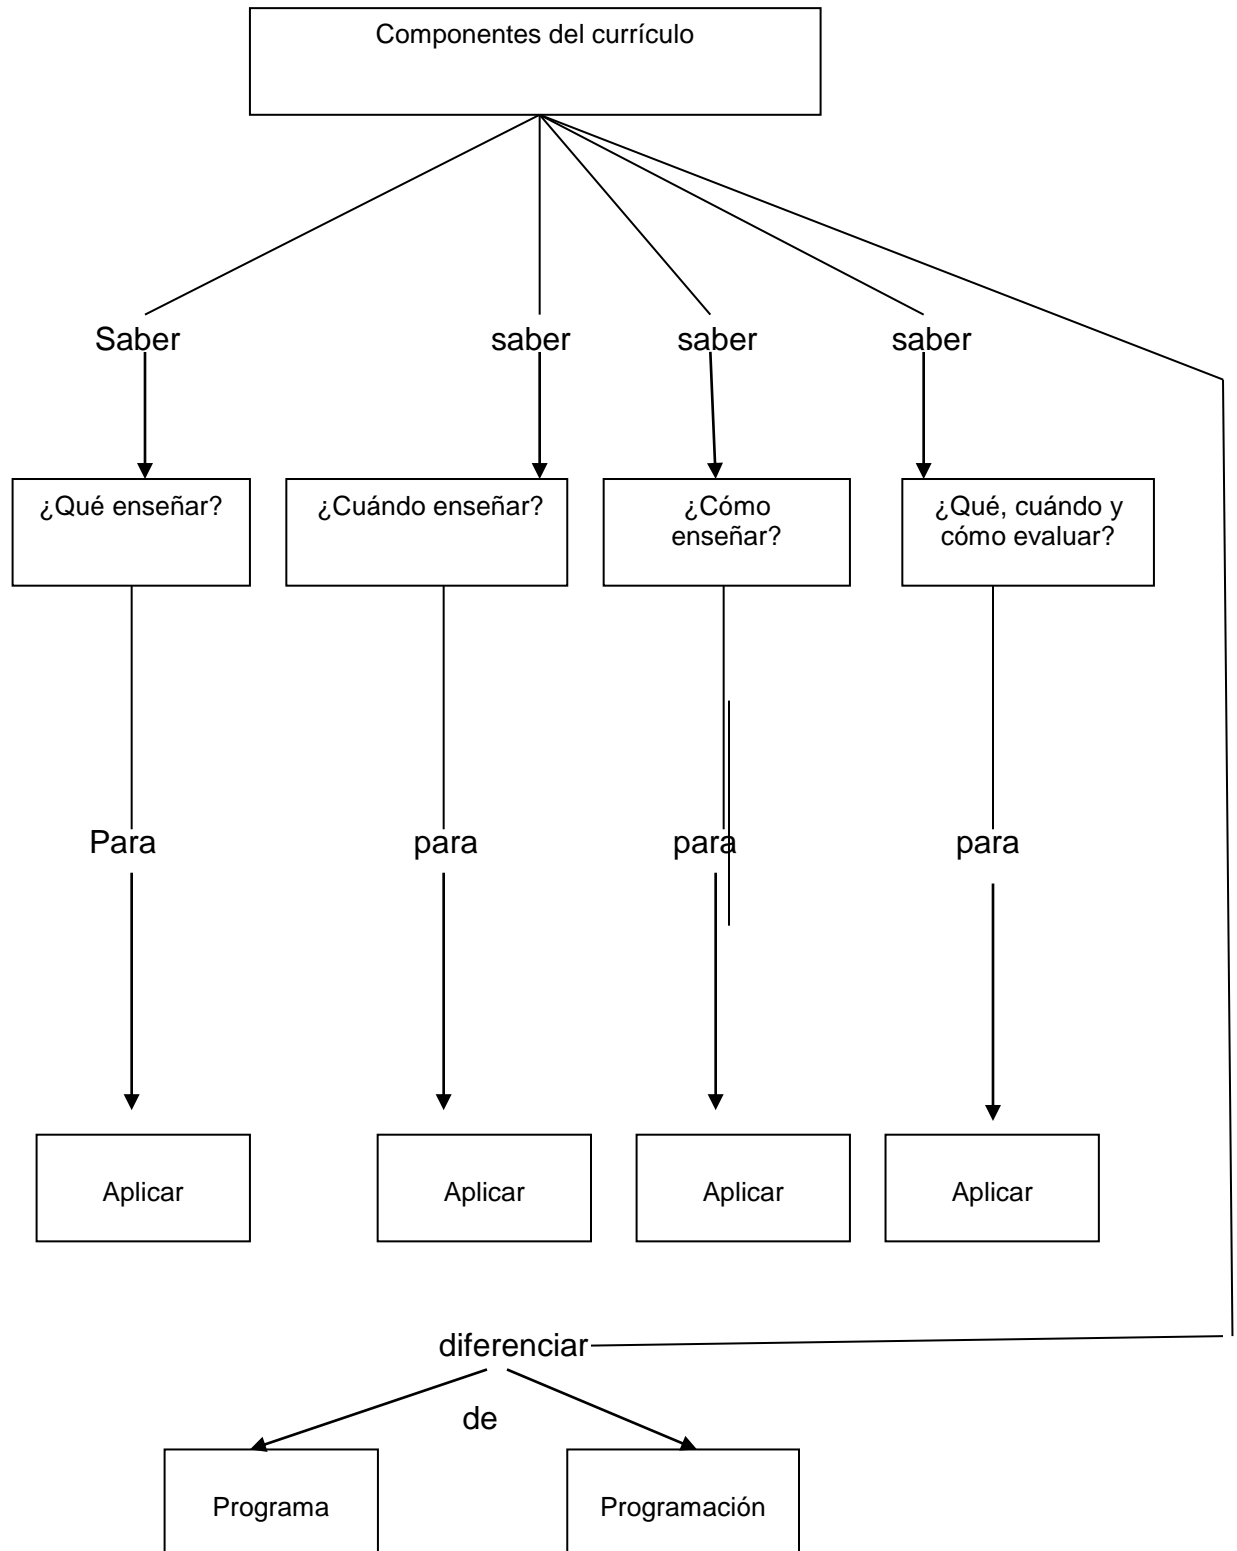 Componentes del currículo
Saber
saber
saber
saber
¿Qué enseñar?
¿Cuándo enseñar?
¿Cómo
enseñar?
¿Qué, cuándo y
cómo evaluar?
Para
para
para
para
Aplicar
Aplicar
Aplicar
Aplicar
diferenciar
de
Programa
Programación